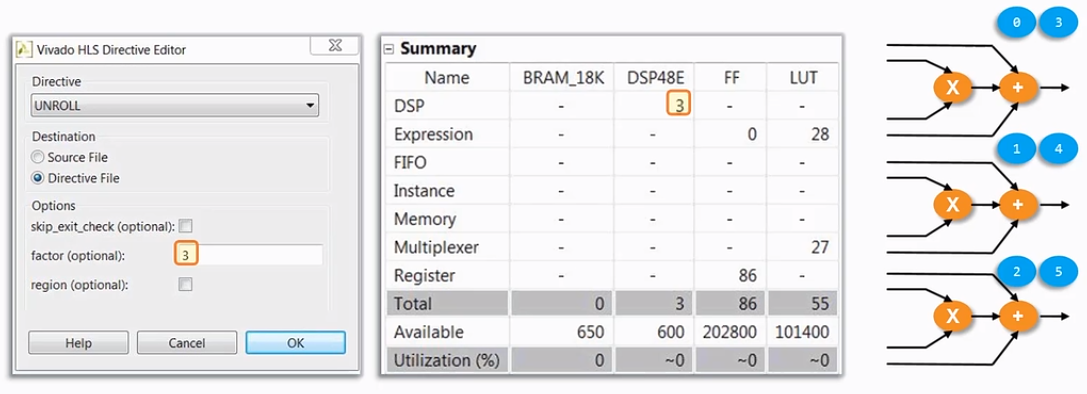 Vivado HLS Directive Editor
Directive
UNROLL
Destination
Source File
Directive File
Options
skip_exit_check (optional):
factor (optional): 3
region (optional):
Help Cancel OK
Summary
Name BRAM_18K DSP48E FF LUT
DSP - 3 - -
Expression - - 0 28
FIFO - - - -
Instance - - - -
Memory - - - -
Multiplexer - - - 27
Register - - 86 -
Total 0 3 86 55
Available 650 600 202800 101400
Utilization (%) 0 ~0 ~0 ~0
0 3
X +
1 4
X +
2 5
X +